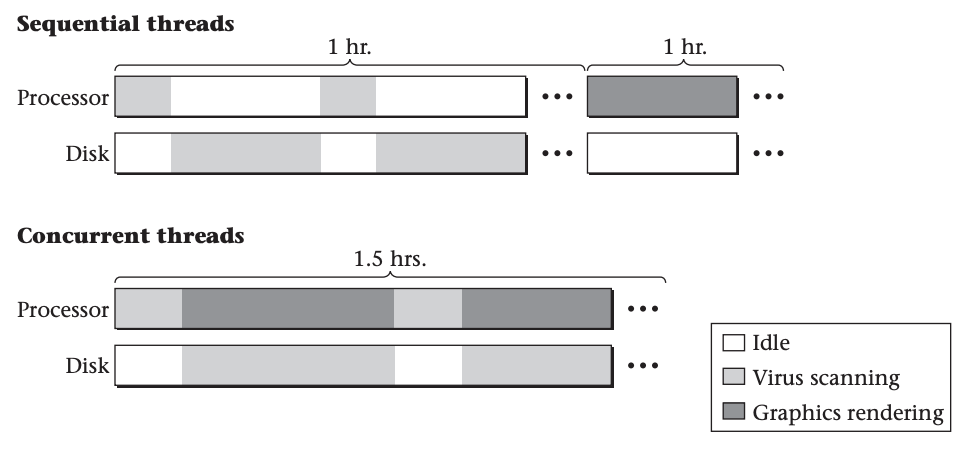 Sequential threads
1 hr. 1 hr.
Processor ••• •••
Disk ••• •••
Concurrent threads
1.5 hrs.
Processor •••
Disk •••
Idle
Virus scanning
Graphics rendering